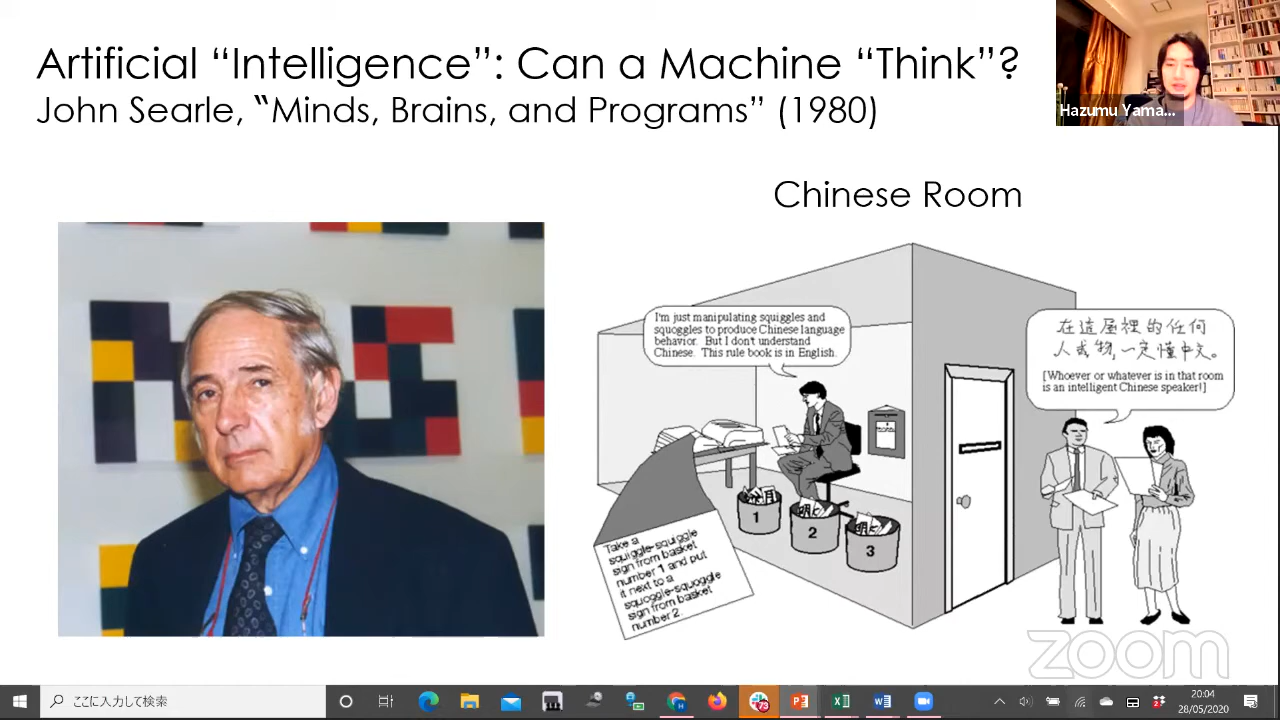 Artificial “Intelligence”: Can a Machine “Think”?
John Searle, “Minds, Brains, and Programs” (1980)
Hazumu Yama...
Chinese Room
I'm just manipulating squiggles and
squoggles to produce Chinese language
behavior. But I don't understand
Chinese. This rule book is in English.
在這屋裡的任何
人或物,一定懂中文。
[Whoever or whatever is in that room
is an intelligent Chinese speaker!]
1
2
3
Take a
squiggle-squiggle
sign from basket
number 1 and put
it next to a
squoggle-squoggle
sign from basket
number 2.
zoom
ここに入力して検索
73
20:04
28/05/2020